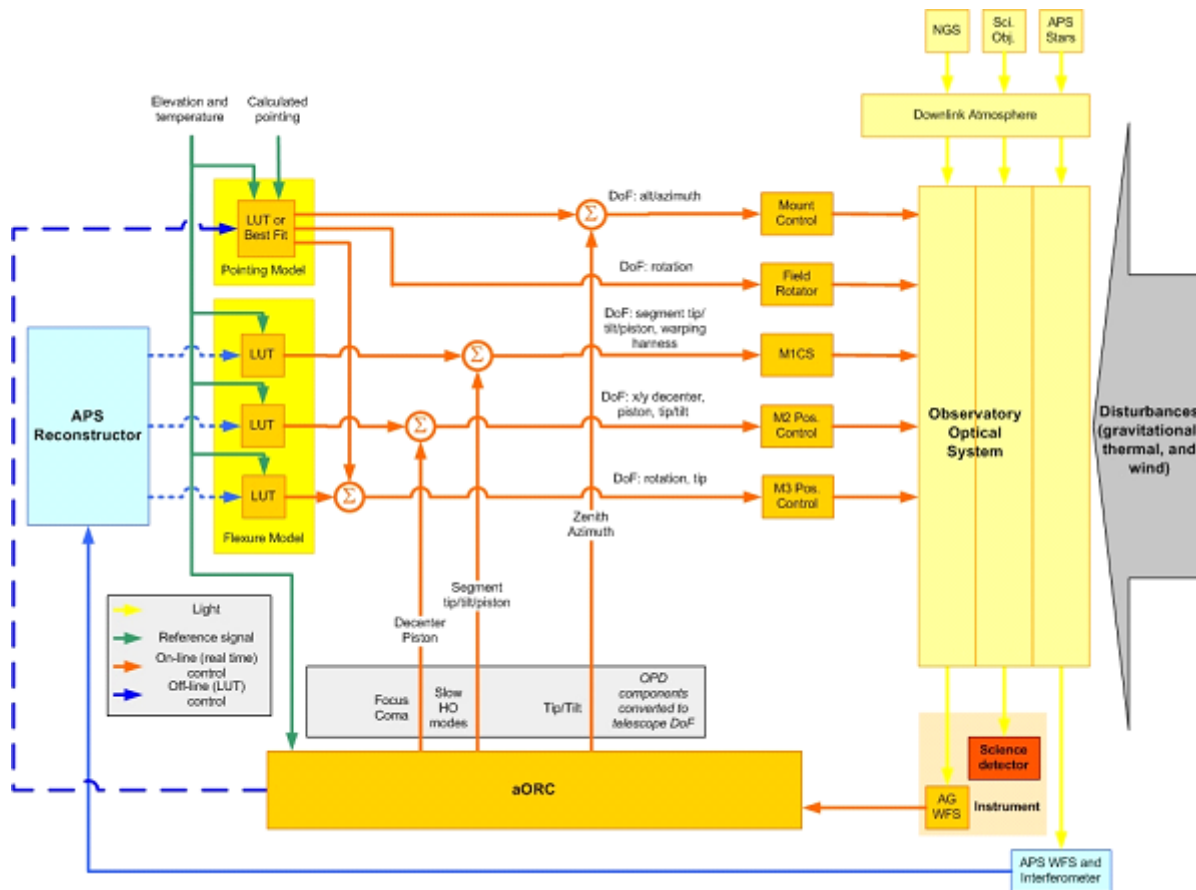 NGS
Sci.
Obj.
APS
Stars
Elevation and
temperature
Calculated
pointing
Downlink Atmosphere
LUT or
Best Fit
Pointing Model
Σ
DoF: alt/azimuth
Mount
Control
DoF: rotation
Field
Rotator
DoF: segment tip/
tilt/piston, warping
harness
LUT
Σ
M1CS
APS
Reconstructor
DoF: x/y decenter,
piston, tip/tilt
LUT
Σ
M2 Pos.
Control
Observatory
Optical
System
Disturbances
(gravitational,
thermal, and
wind)
DoF: rotation, tip
LUT
Σ
M3 Pos.
Control
Flexure Model
Zenith
Azimuth
Segment
tip/tilt/piston
Decenter
Piston
Light
Reference signal
On-line (real time)
control
Off-line (LUT)
control
Focus
Coma
Slow
HO
modes
Tip/Tilt
OPD
components
converted to
telescope DoF
aORC
Science
detector
AG
WFS
Instrument
APS WFS and
Interferometer